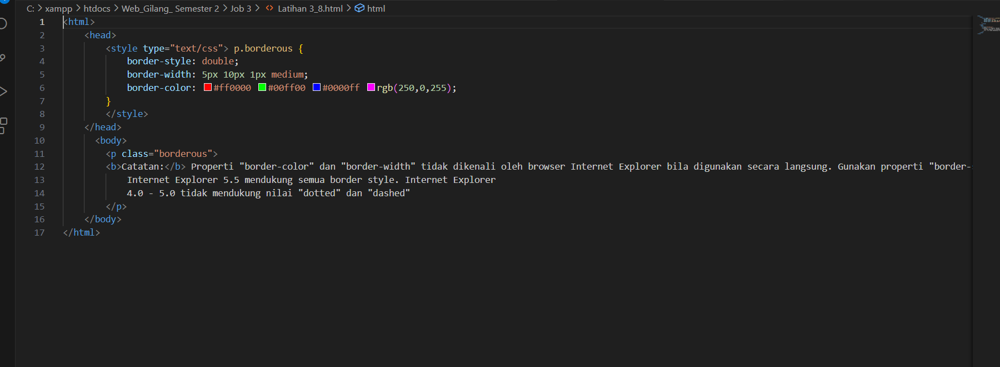 C: > xampp > htdocs > Web_Gilang_ Semester 2 > Job 3 > <> Latihan 3_8.html > html
1 <html>
2 <head>
3 <style type="text/css"> p.borderous {
4 border-style: double;
5 border-width: 5px 10px 1px medium;
6 border-color: #ff0000 #00ff00 #0000ff rgb(250,0,255);
7 }
8 </style>
9 </head>
10 <body>
11 <p class="borderous">
12 <b>Catatan:</b> Properti "border-color" dan "border-width" tidak dikenali oleh browser Internet Explorer bila digunakan secara langsung. Gunakan properti "border-
13 Internet Explorer 5.5 mendukung semua border style. Internet Explorer
14 4.0 - 5.0 tidak mendukung nilai "dotted" dan "dashed"
15 </p>
16 </body>
17 </html>